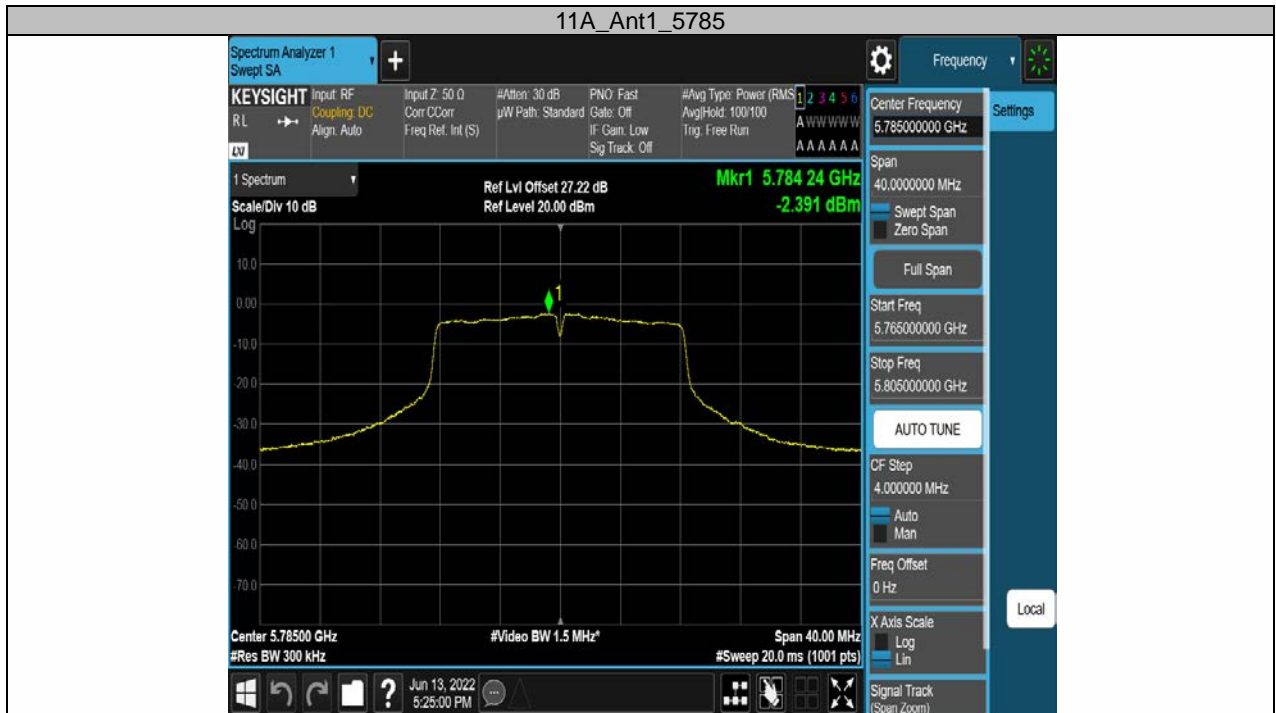 11A_Ant1_5785
Spectrum Analyzer 1
Swept SA
+
Frequency
KEYSIGHT
RL
LXI
Input: RF
Coupling: DC
Align: Auto
Input Z: 50 Ω
Corr CCorr
Freq Ref: Int (S)
#Atten: 30 dB
µW Path: Standard
PNO: Fast
Gate: Off
IF Gain: Low
Sig Track: Off
#Avg Type: Power (RMS
Avg|Hold: 100/100
Trig: Free Run
1 2 3 4 5 6
A W W W W W
A A A A A A
1 Spectrum
Scale/Div 10 dB
Ref Lvl Offset 27.22 dB
Ref Level 20.00 dBm
Mkr1 5.784 24 GHz
-2.391 dBm
Log
10.0
0.00
-10.0
-20.0
-30.0
-40.0
-50.0
-60.0
-70.0
1
Center 5.78500 GHz
#Res BW 300 kHz
#Video BW 1.5 MHz*
Span 40.00 MHz
#Sweep 20.0 ms (1001 pts)
Center Frequency
5.785000000 GHz
Settings
Span
40.0000000 MHz
Swept Span
Zero Span
Full Span
Start Freq
5.765000000 GHz
Stop Freq
5.805000000 GHz
AUTO TUNE
CF Step
4.000000 MHz
Auto
Man
Freq Offset
0 Hz
X Axis Scale
Log
Lin
Local
Signal Track
(Span Zoom)
?
Jun 13, 2022
5:25:00 PM